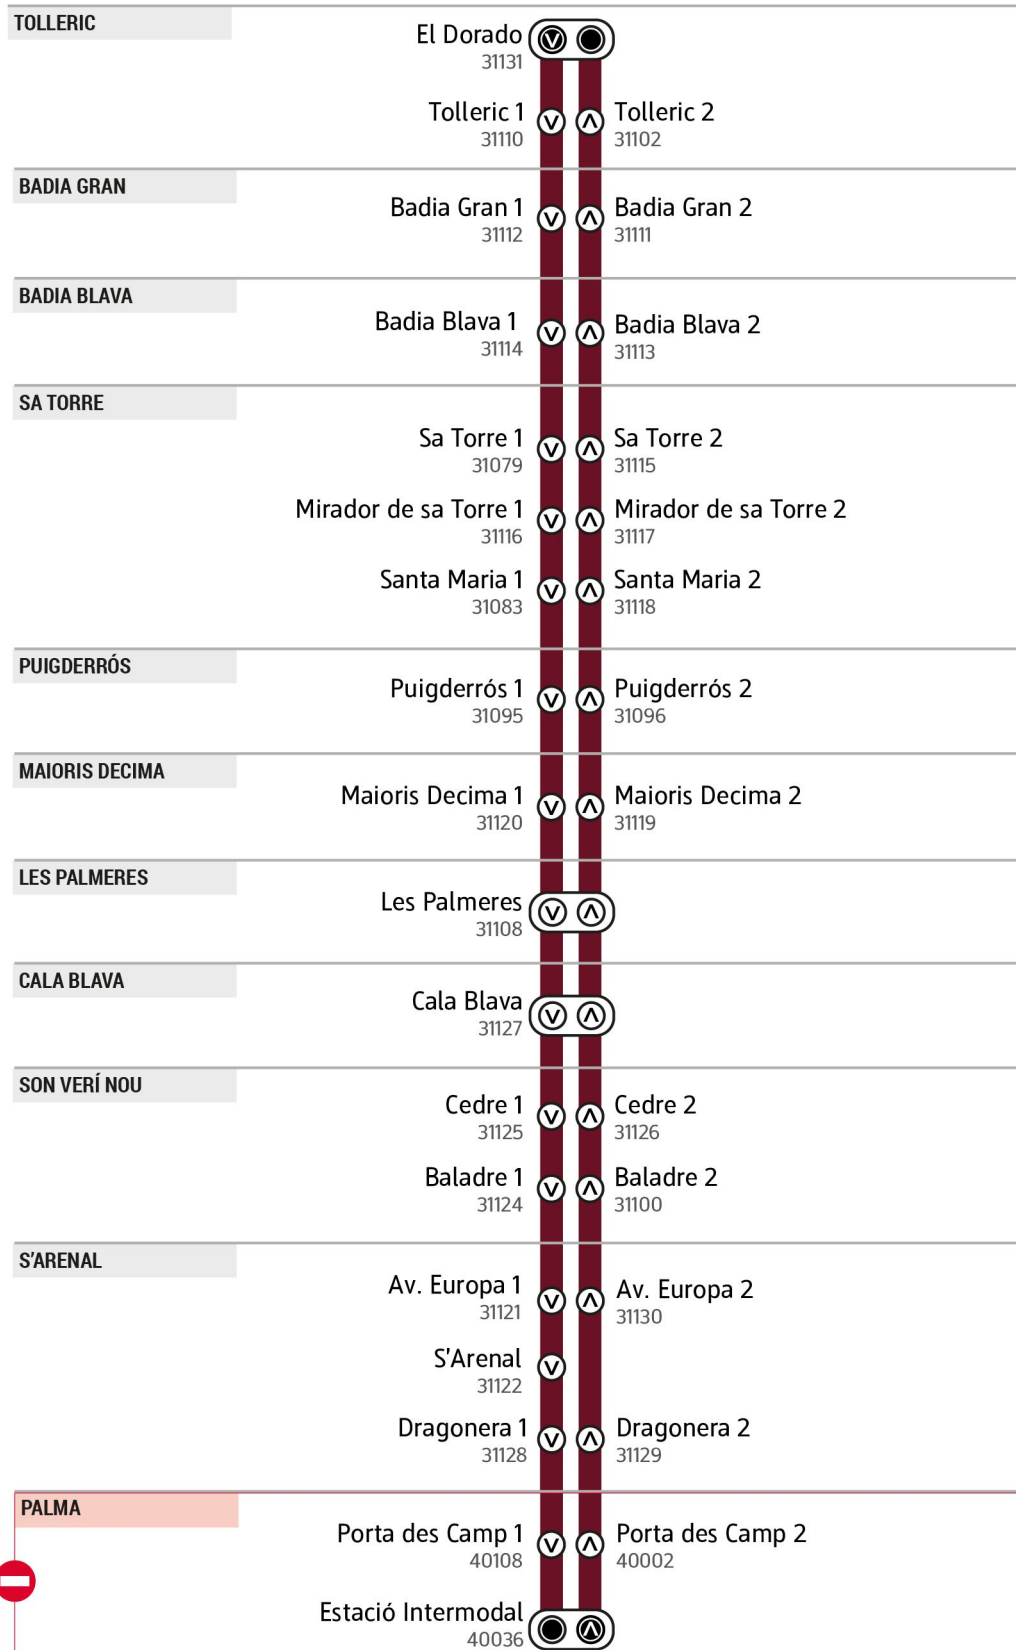 TOLLERIC
El Dorado
31131
Tolleric 1
31110
Tolleric 2
31102
BADIA GRAN
Badia Gran 1
31112
Badia Gran 2
31111
BADIA BLAVA
Badia Blava 1
31114
Badia Blava 2
31113
SA TORRE
Sa Torre 1
31079
Sa Torre 2
31115
Mirador de sa Torre 1
31116
Mirador de sa Torre 2
31117
Santa Maria 1
31083
Santa Maria 2
31118
PUIGDERRÓS
Puigderrós 1
31095
Puigderrós 2
31096
MAIORIS DECIMA
Maioris Decima 1
31120
Maioris Decima 2
31119
LES PALMERES
Les Palmeres
31108
CALA BLAVA
Cala Blava
31127
SON VERÍ NOU
Cedre 1
31125
Cedre 2
31126
Baladre 1
31124
Baladre 2
31100
S'ARENAL
Av. Europa 1
31121
Av. Europa 2
31130
S'Arenal
31122
Dragonera 1
31128
Dragonera 2
31129
PALMA
Porta des Camp 1
40108
Porta des Camp 2
40002
Estació Intermodal
40036